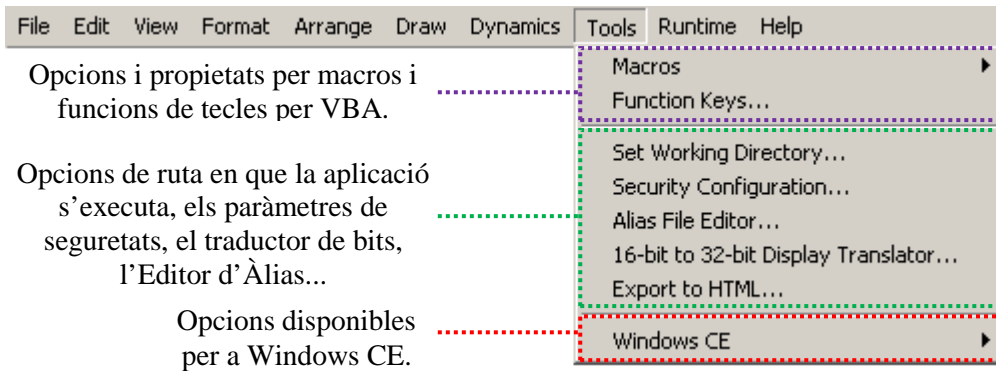 File Edit View Format Arrange Draw Dynamics Tools Runtime Help
Opcions i propietats per macros i
funcions de tecles per VBA.
Macros
Function Keys...
Opcions de ruta en que la aplicació
s’executa, els paràmetres de
seguretats, el traductor de bits,
l’Editor d’Àlias...
Set Working Directory...
Security Configuration...
Alias File Editor...
16-bit to 32-bit Display Translator...
Export to HTML...
Opcions disponibles
per a Windows CE.
Windows CE